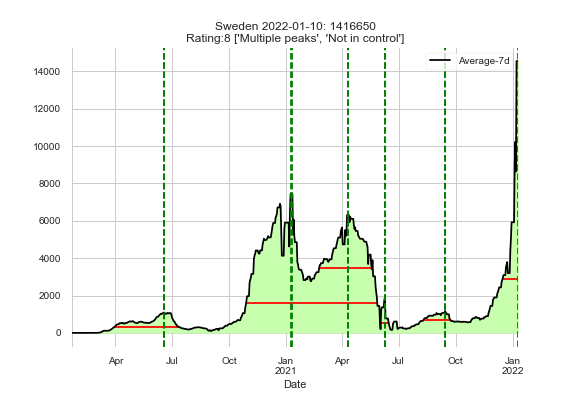 Sweden 2022-01-10: 1416650
Rating:8 ['Multiple peaks', 'Not in control']
Average-7d
14000
12000
10000
8000
6000
4000
2000
0
Apr Jul Oct Jan Apr Jul Oct Jan
2021 2022
Date